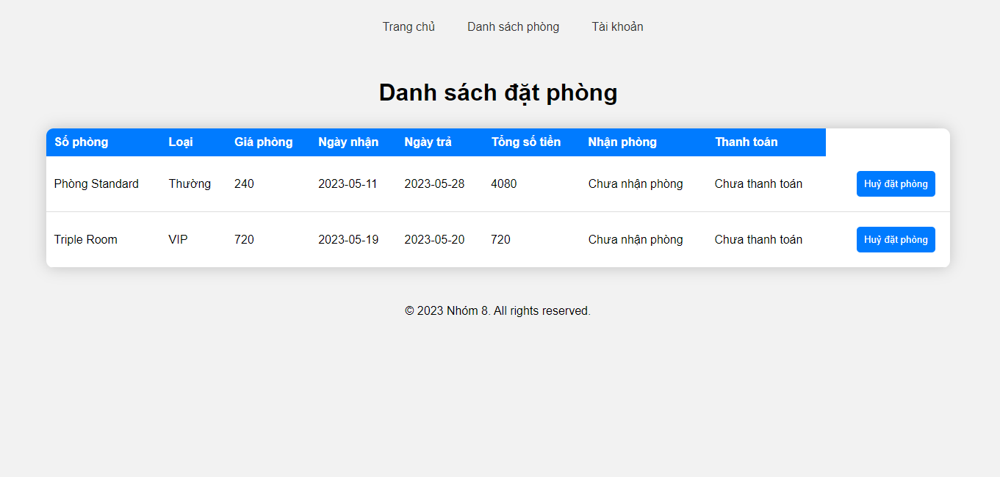 Trang chủ Danh sách phòng Tài khoản
Danh sách đặt phòng
Số phòng Loại Giá phòng Ngày nhận Ngày trả Tổng số tiền Nhận phòng Thanh toán
Phòng Standard Thường 240 2023-05-11 2023-05-28 4080 Chưa nhận phòng Chưa thanh toán Huỷ đặt phòng
Triple Room VIP 720 2023-05-19 2023-05-20 720 Chưa nhận phòng Chưa thanh toán Huỷ đặt phòng
© 2023 Nhóm 8. All rights reserved.